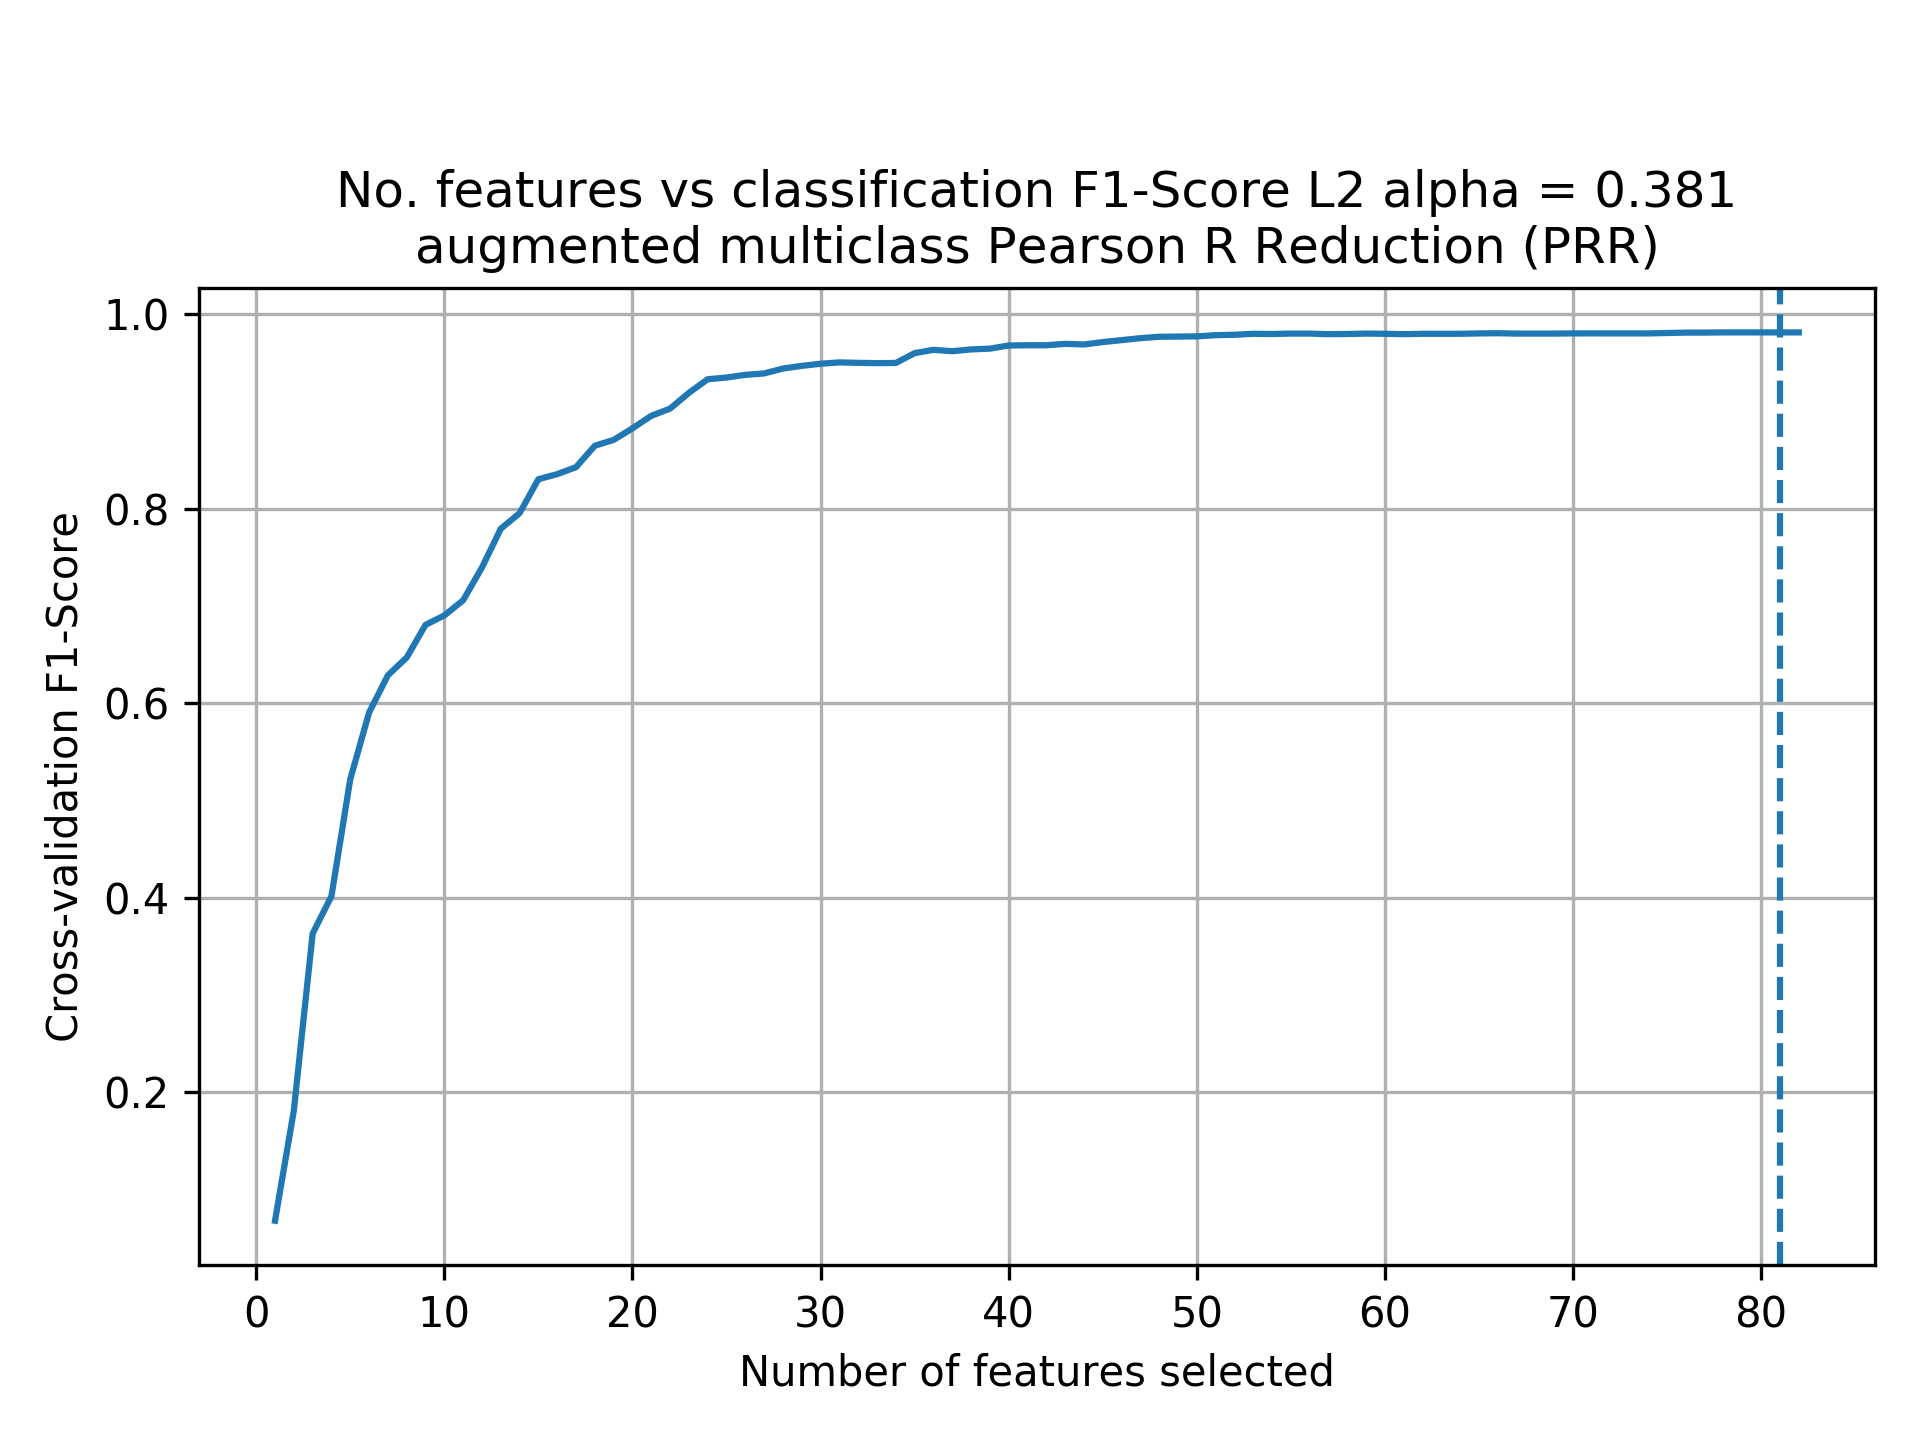 No. features vs classification F1-Score L2 alpha = 0.381
augmented multiclass Pearson R Reduction (PRR)
1.0
0.8
0.6
0.4
0.2
Cross-validation F1-Score
0 10 20 30 40 50 60 70 80
Number of features selected